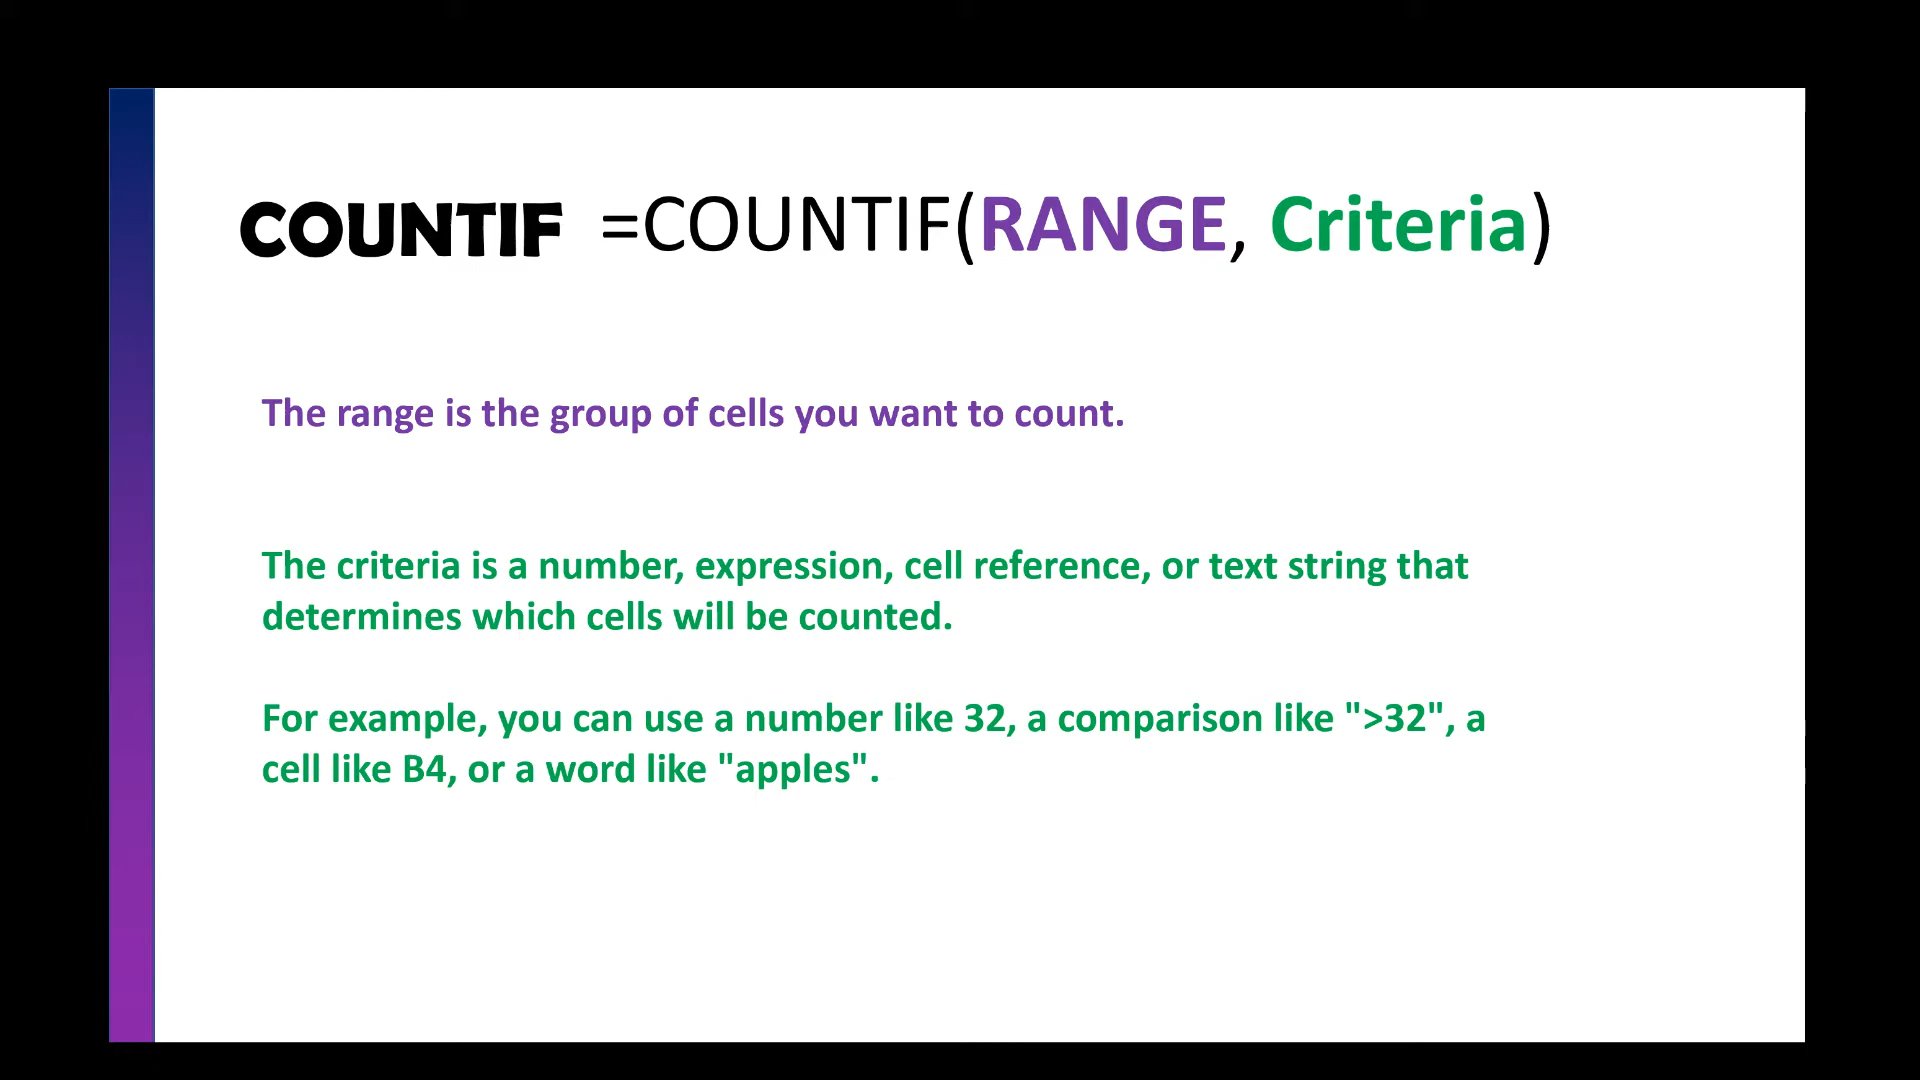 COUNTIF =COUNTIF(RANGE, Criteria)
The range is the group of cells you want to count.
The criteria is a number, expression, cell reference, or text string that
determines which cells will be counted.
For example, you can use a number like 32, a comparison like ">32", a
cell like B4, or a word like "apples".